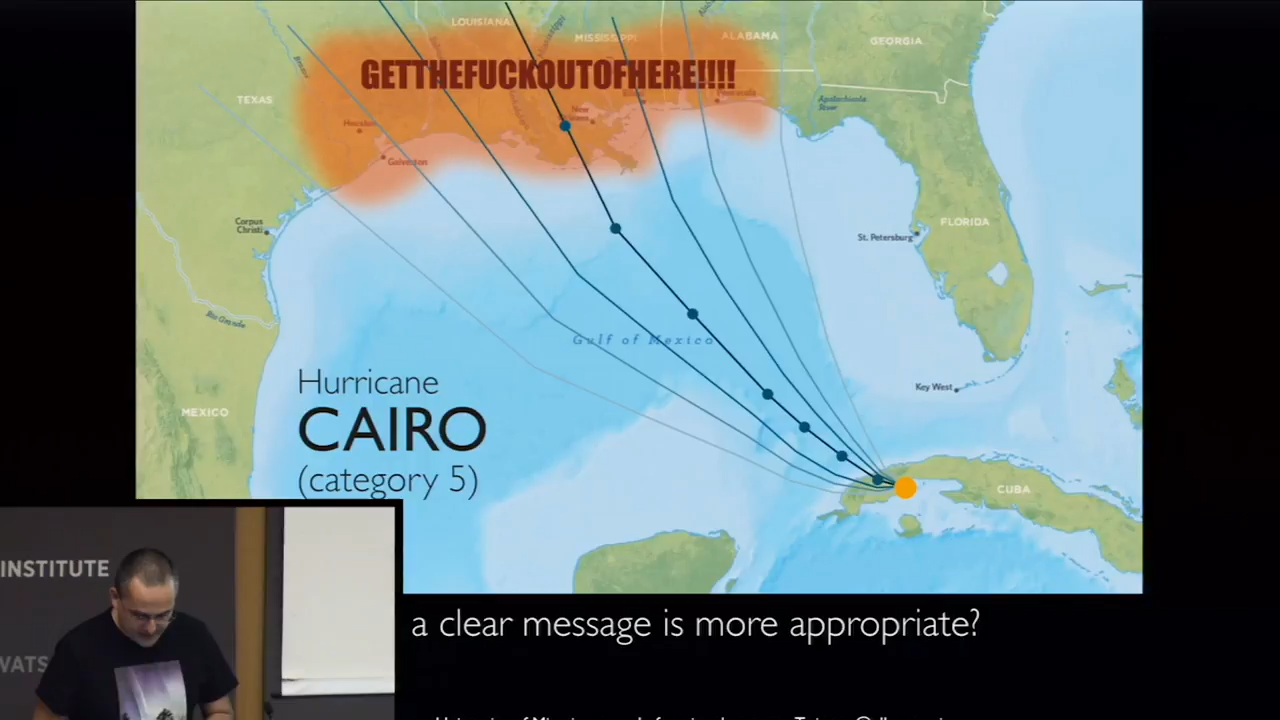 LOUISIANA
MISSISSIPPI
ALABAMA
GEORGIA
GETTHEFUCKOUTOFHERE!!!!
TEXAS
Apalachicola
River
Pensacola
New
Houston
Galveston
Corpus
Christi
FLORIDA
St. Petersburg
Rio Grande
Gulf of Mexico
Hurricane
CAIRO
(category 5)
Key West
MEXICO
CUBA
INSTITUTE
WATS
a clear message is more appropriate?